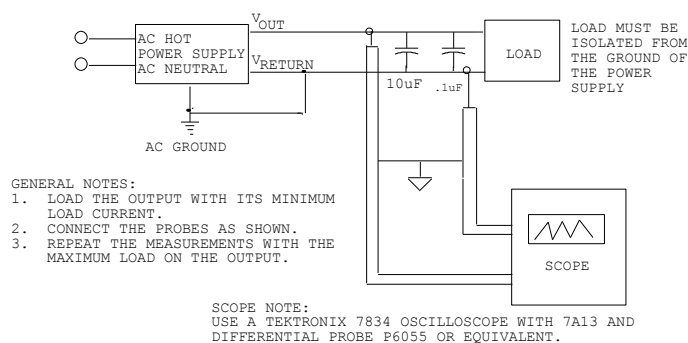 VOUT
AC HOT
POWER SUPPLY
AC NEUTRAL
VRETURN
10uF
.1uF
LOAD
LOAD MUST BE
ISOLATED FROM
THE GROUND OF
THE POWER
SUPPLY
AC GROUND
GENERAL NOTES:
1. LOAD THE OUTPUT WITH ITS MINIMUM
LOAD CURRENT.
2. CONNECT THE PROBES AS SHOWN.
3. REPEAT THE MEASUREMENTS WITH THE
MAXIMUM LOAD ON THE OUTPUT.
SCOPE
SCOPE NOTE:
USE A TEKTRONIX 7834 OSCILLOSCOPE WITH 7A13 AND
DIFFERENTIAL PROBE P6055 OR EQUIVALENT.